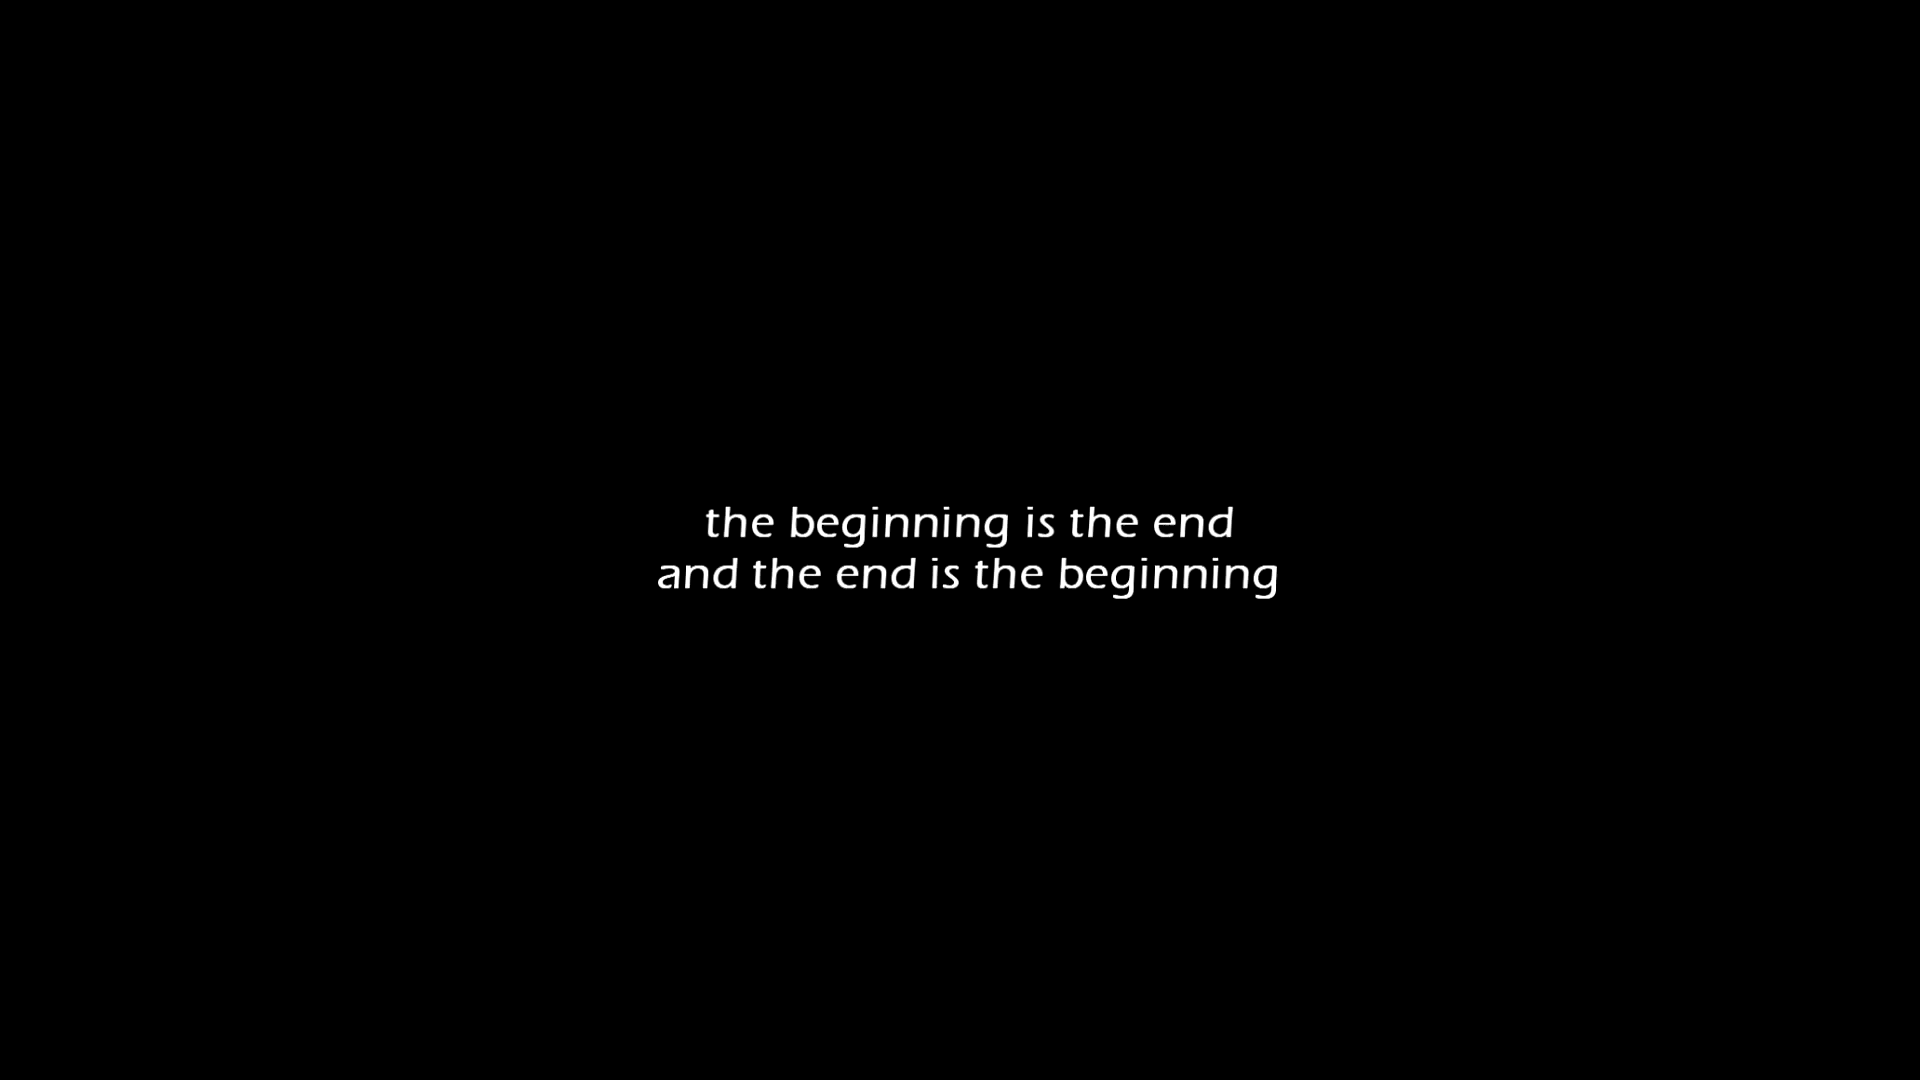 the beginning is the end
and the end is the beginning